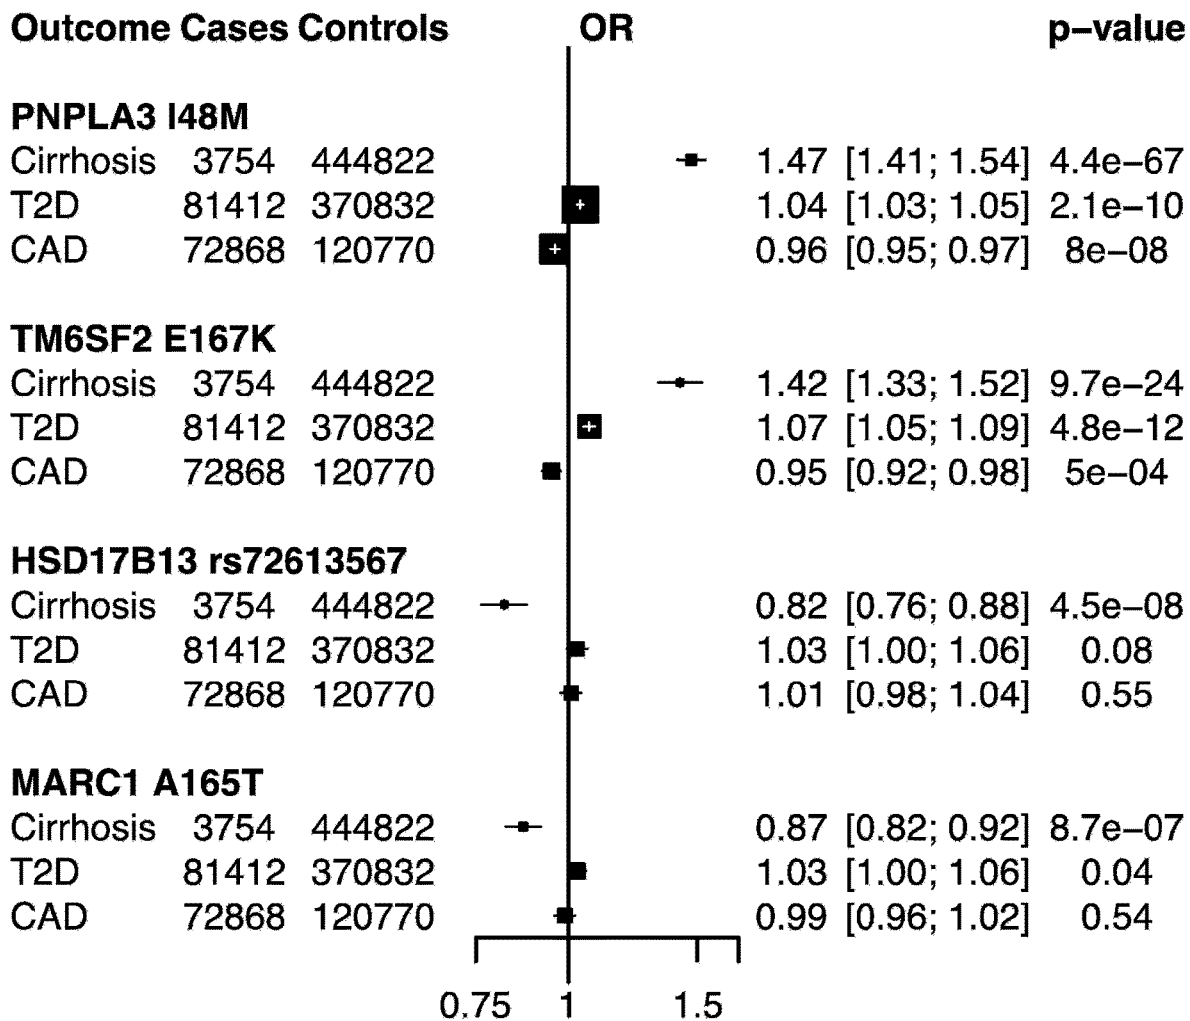 Outcome Cases Controls OR p−value
PNPLA3 I48M
Cirrhosis 3754 444822 1.47 [1.41; 1.54] 4.4e−67
T2D 81412 370832 1.04 [1.03; 1.05] 2.1e−10
CAD 72868 120770 0.96 [0.95; 0.97] 8e−08
TM6SF2 E167K
Cirrhosis 3754 444822 1.42 [1.33; 1.52] 9.7e−24
T2D 81412 370832 1.07 [1.05; 1.09] 4.8e−12
CAD 72868 120770 0.95 [0.92; 0.98] 5e−04
HSD17B13 rs72613567
Cirrhosis 3754 444822 0.82 [0.76; 0.88] 4.5e−08
T2D 81412 370832 1.03 [1.00; 1.06] 0.08
CAD 72868 120770 1.01 [0.98; 1.04] 0.55
MARC1 A165T
Cirrhosis 3754 444822 0.87 [0.82; 0.92] 8.7e−07
T2D 81412 370832 1.03 [1.00; 1.06] 0.04
CAD 72868 120770 0.99 [0.96; 1.02] 0.54
0.75 1 1.5